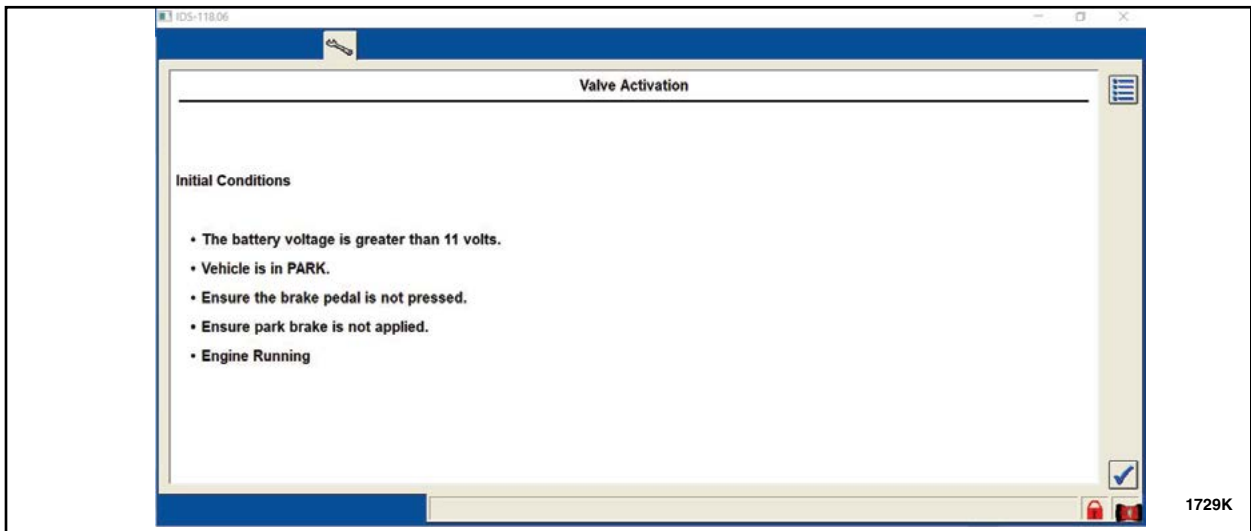 IDS-118.06
Valve Activation
Initial Conditions
• The battery voltage is greater than 11 volts.
• Vehicle is in PARK.
• Ensure the brake pedal is not pressed.
• Ensure park brake is not applied.
• Engine Running
1729K